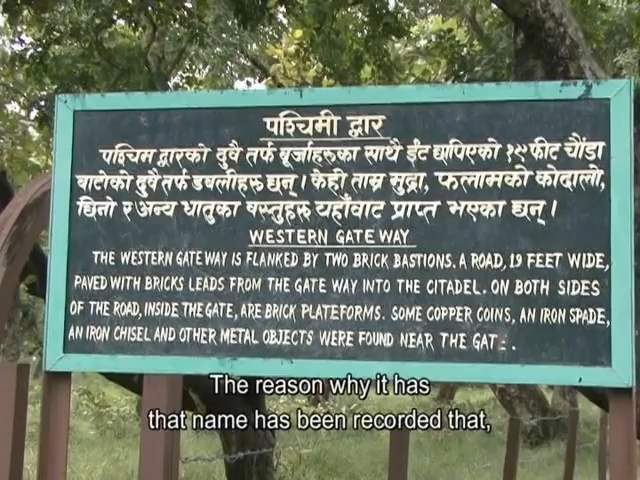 पश्चिमी द्वार
पश्चिम द्वारको दुवै तर्फ बूर्जाहरुका साथै ईंट छापिएको १९ फीट चौंडा
बाटोको दुवै तर्फ डबलीहरु छन् । केही ताम्र मुद्रा, फलामको कोदालो,
छिनो र अन्य धातुका वस्तुहरु यहाँबाट प्राप्त भएका छन् ।
WESTERN GATE WAY
THE WESTERN GATEWAY IS FLANKED BY TWO BRICK BASTIONS. A ROAD, 19 FEET WIDE,
PAVED WITH BRICKS LEADS FROM THE GATE WAY INTO THE CITADEL. ON BOTH SIDES
OF THE ROAD, INSIDE THE GATE, ARE BRICK PLATEFORMS. SOME COPPER COINS, AN IRON SPADE,
AN IRON CHISEL AND OTHER METAL OBJECTS WERE FOUND NEAR THE GATE.
The reason why it has
that name has been recorded that,